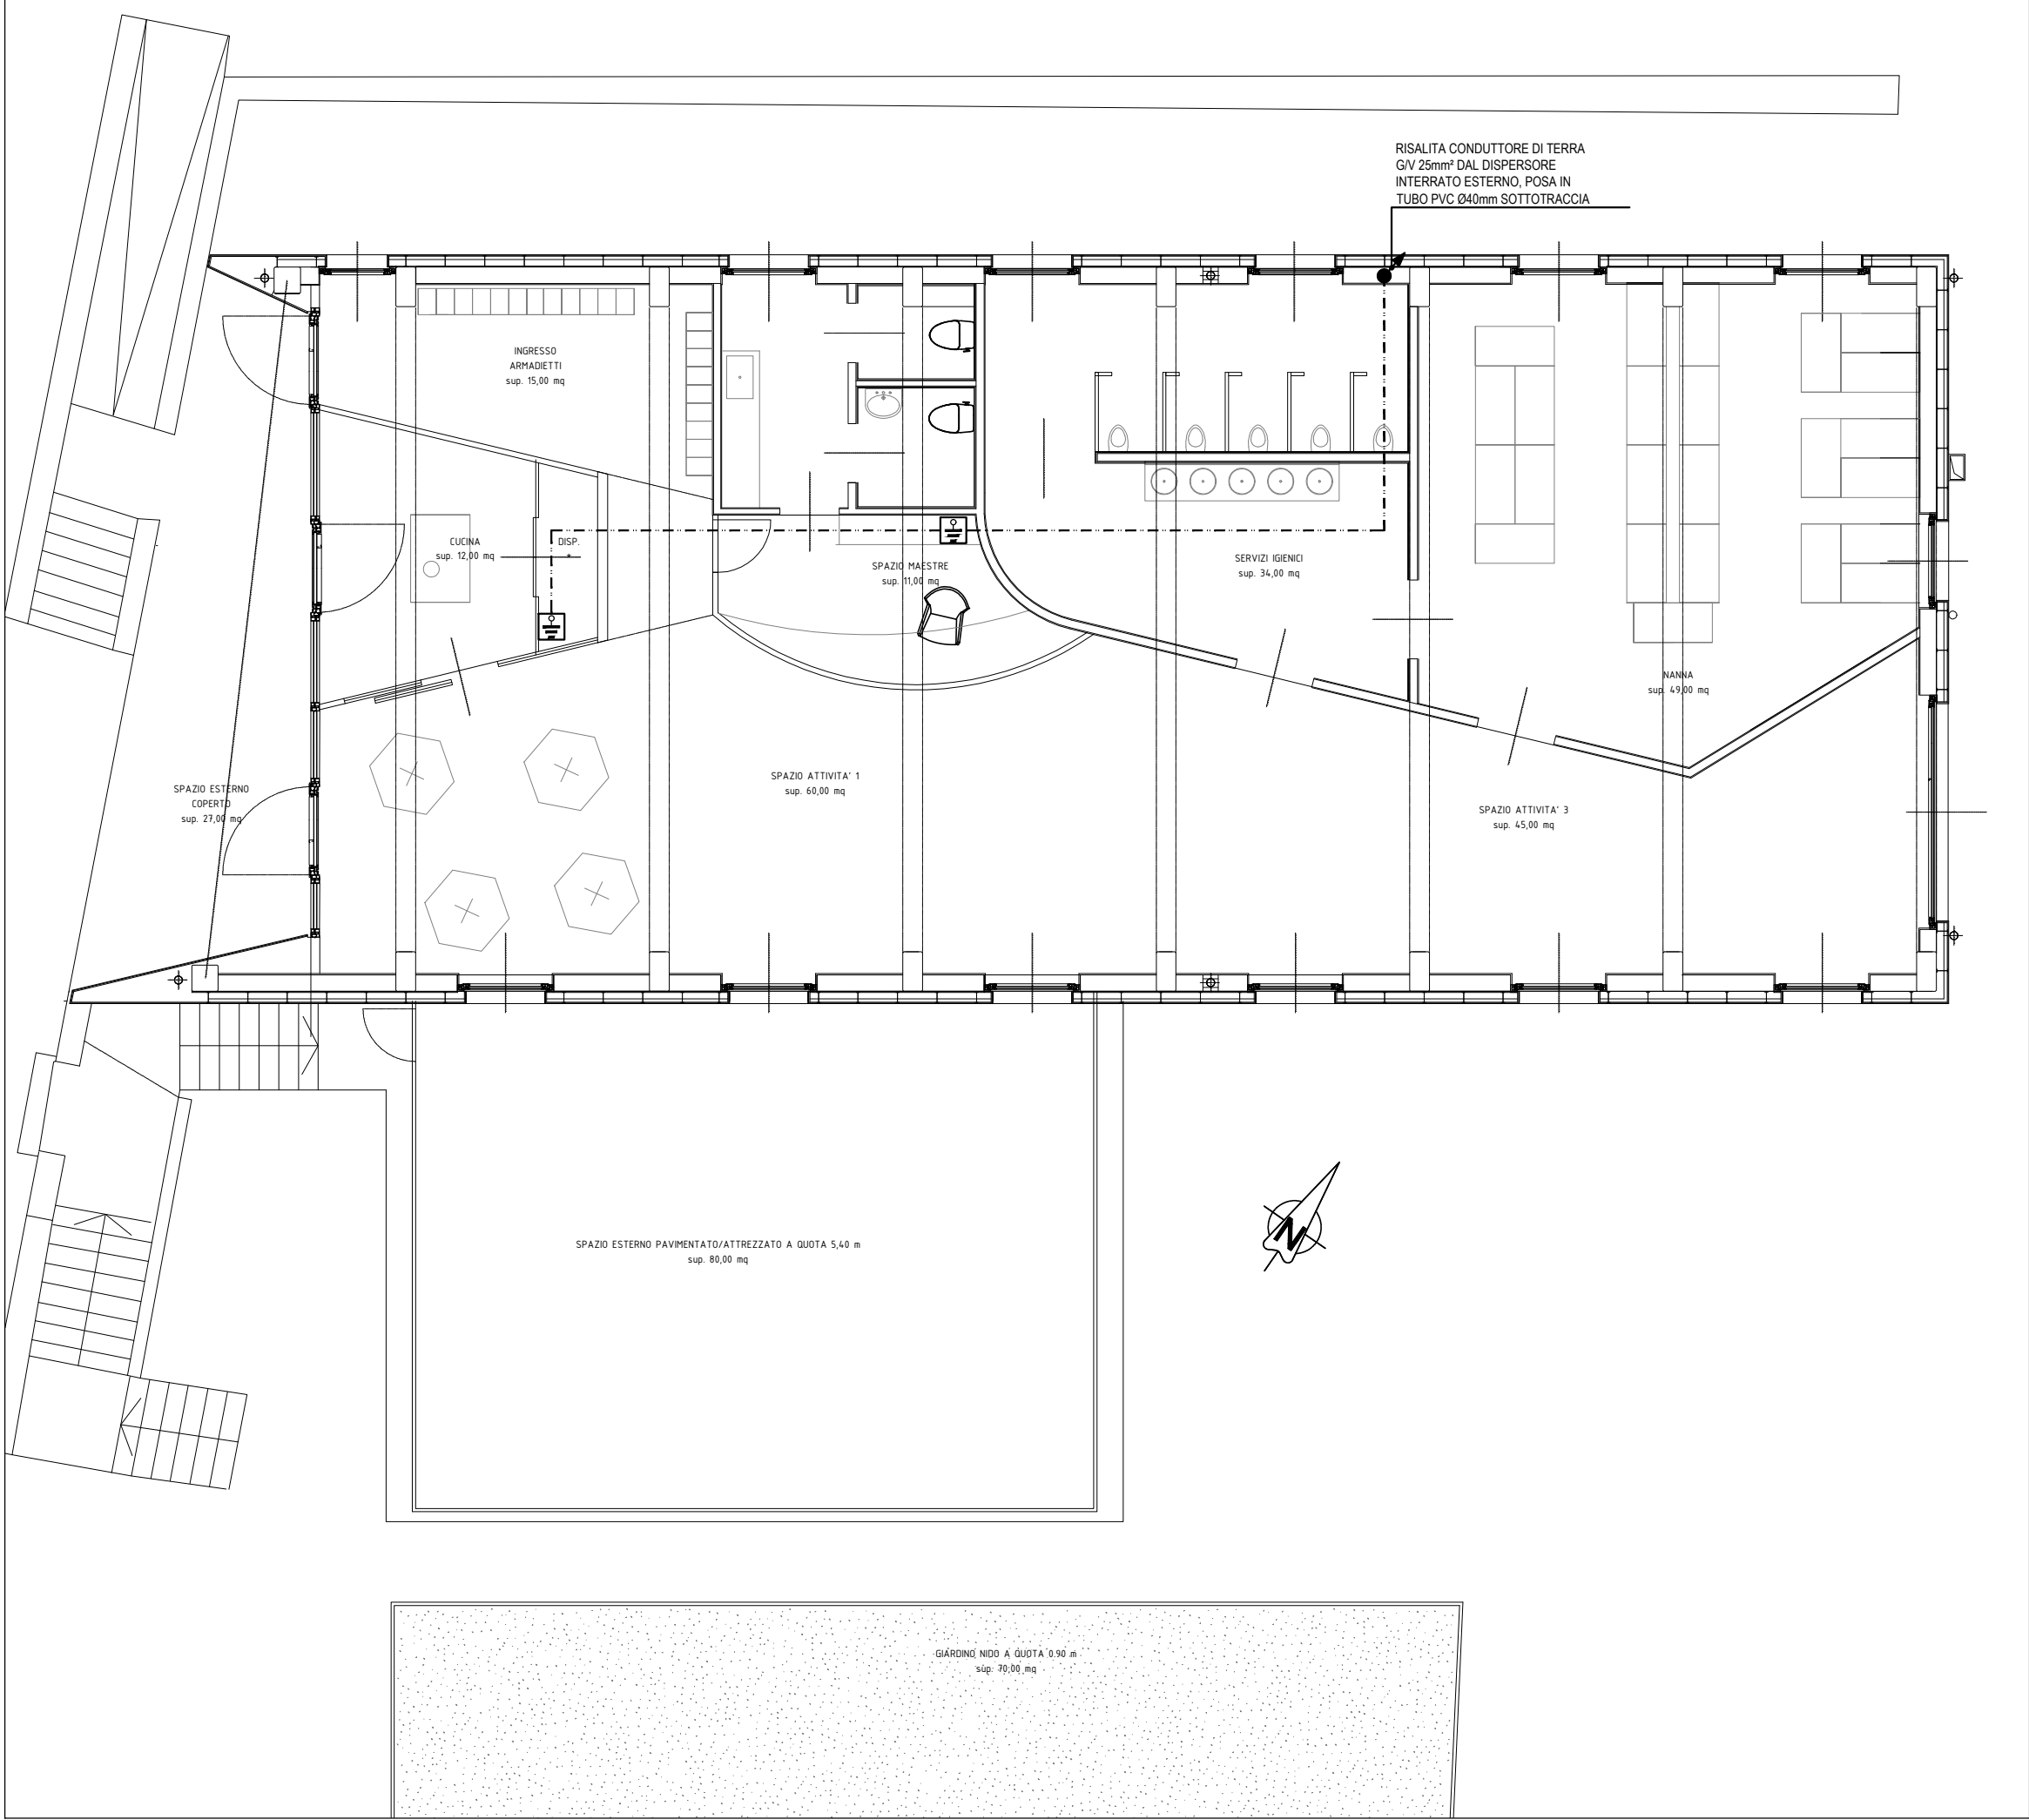 RISALITA CONDUTTORE DI TERRA
G/V 25mm² DAL DISPERSORE
INTERRATO ESTERNO, POSA IN
TUBO PVC Ø40mm SOTTOTRACCIA
INGRESSO
ARMADIETTI
sup. 15,00 mq
CUCINA
sup. 12,00 mq
DISP.
SPAZIO MAESTRE
sup. 11,00 mq
SERVIZI IGIENICI
sup. 34,00 mq
NANNA
sup. 49,00 mq
SPAZIO ESTERNO
COPERTO
sup. 27,00 mq
SPAZIO ATTIVITA' 1
sup. 60,00 mq
SPAZIO ATTIVITA' 3
sup. 45,00 mq
N
SPAZIO ESTERNO PAVIMENTATO/ATTREZZATO A QUOTA 5,40 m
sup. 80,00 mq
GIARDINO NIDO A QUOTA 0.90 m
sup. 70,00 mq